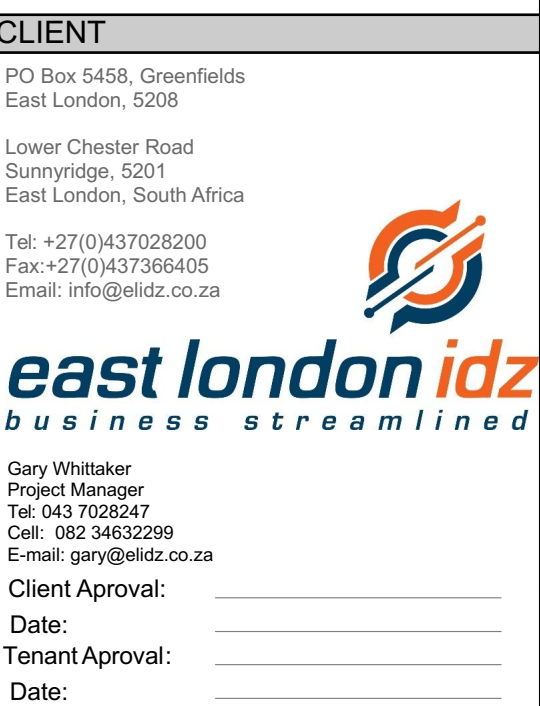 CLIENT
PO Box 5458, Greenfields
East London, 5208
Lower Chester Road
Sunnyridge, 5201
East London, South Africa
Tel: +27(0)437028200
Fax:+27(0)437366405
Email: info@elidz.co.za
east london idz
business streamlined
Gary Whittaker
Project Manager
Tel: 043 7028247
Cell: 082 34632299
E-mail: gary@elidz.co.za
Client Aproval:
Date:
Tenant Aproval:
Date: